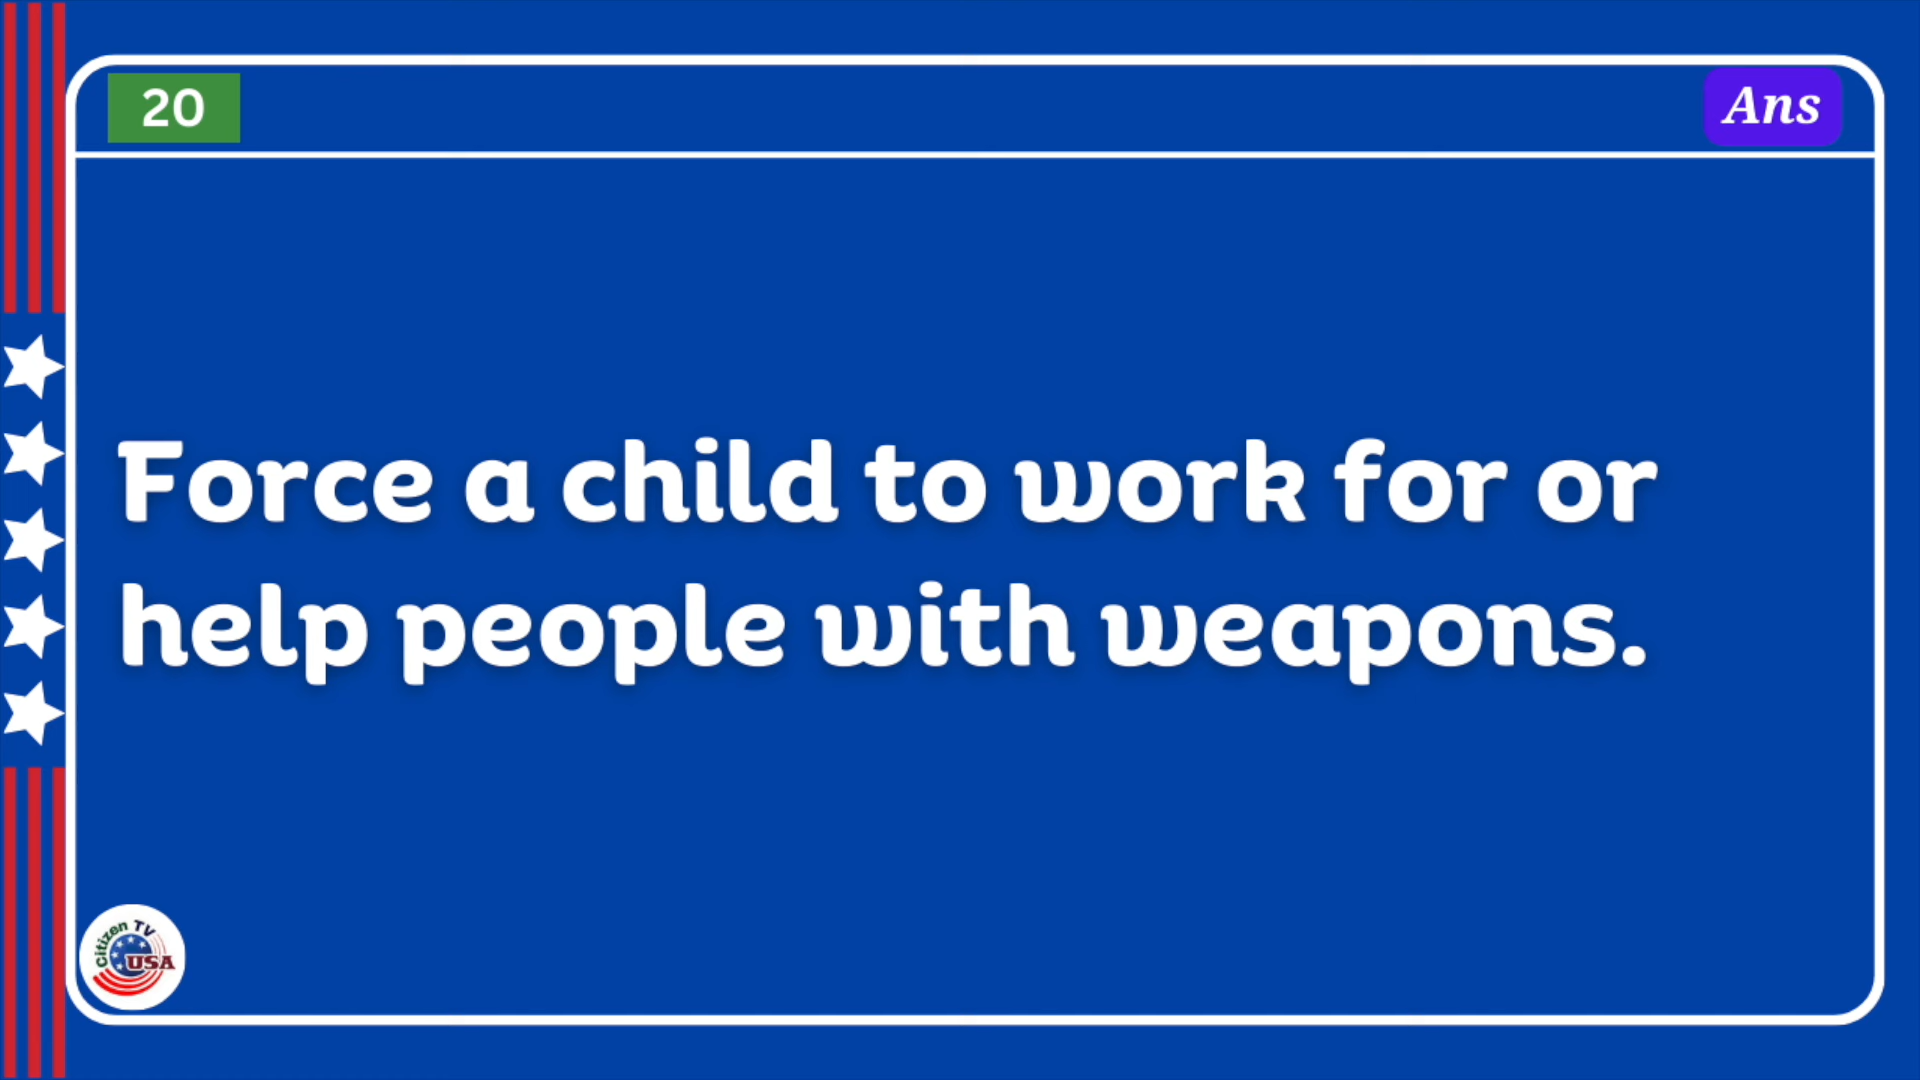 20
Ans
Force a child to work for or
help people with weapons.
Citizen TV
USA